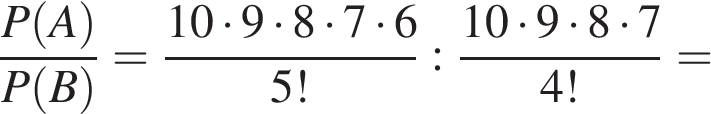 P(A)/P(B) = (10 · 9 · 8 · 7 · 6)/5! : (10 · 9 · 8 · 7)/4! =